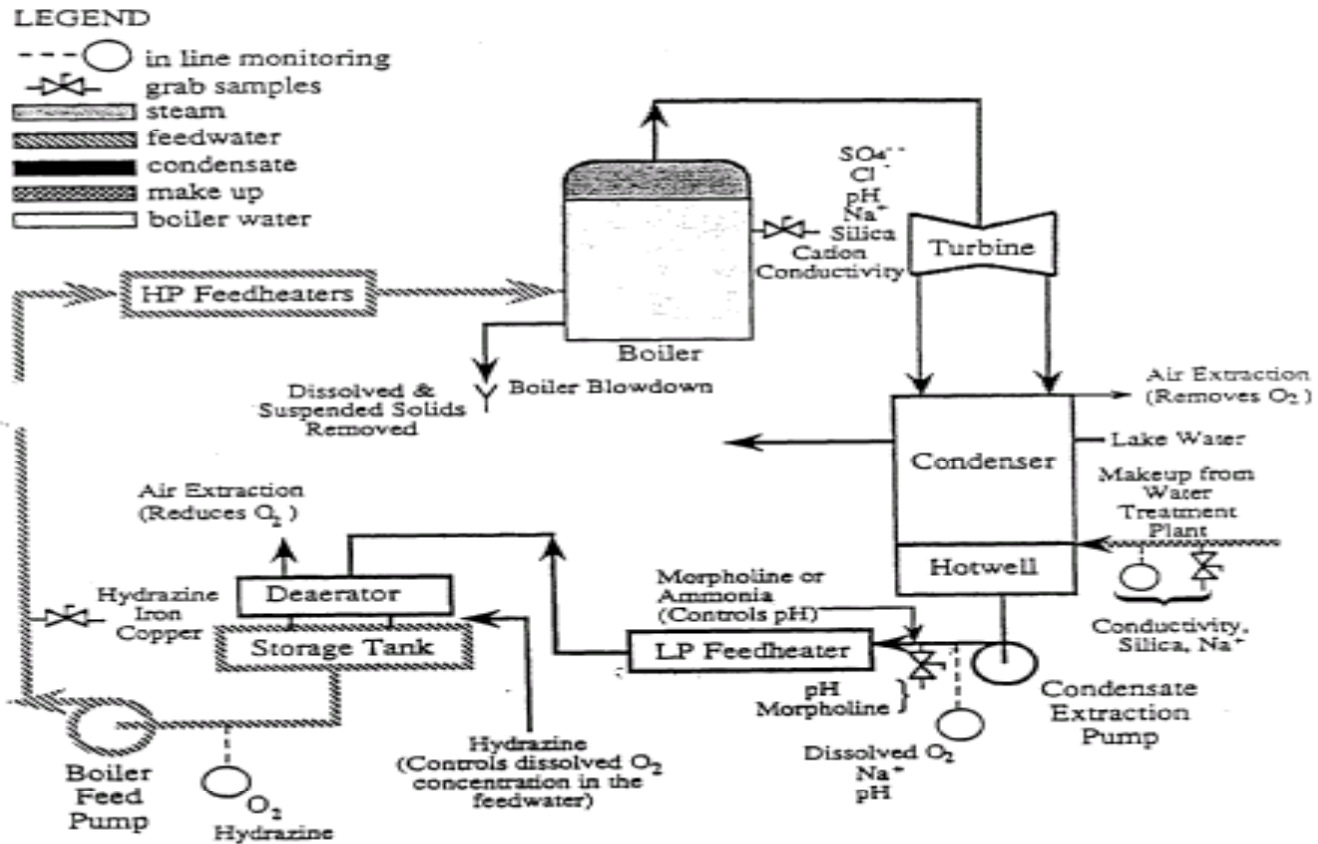 LEGEND
in line monitoring
grab samples
steam
feedwater
condensate
make up
boiler water
SO₄⁻⁻
Cl⁻
pH
Na⁺
Silica
Cation
Conductivity
Turbine
HP Feedheaters
Boiler
Boiler Blowdown
Dissolved &
Suspended Solids
Removed
Air Extraction
(Removes O₂)
Lake Water
Condenser
Makeup from
Water
Treatment
Plant
Hotwell
Conductivity,
Silica, Na⁺
Air Extraction
(Reduces O₂)
Deaerator
Storage Tank
Hydrazine
Iron
Copper
Morpholine or
Ammonia
(Controls pH)
LP Feedheater
pH
Morpholine
Condensate
Extraction
Pump
Dissolved O₂
Na⁺
pH
Hydrazine
(Controls dissolved O₂
concentration in the
feedwater)
Boiler
Feed
Pump
O₂
Hydrazine